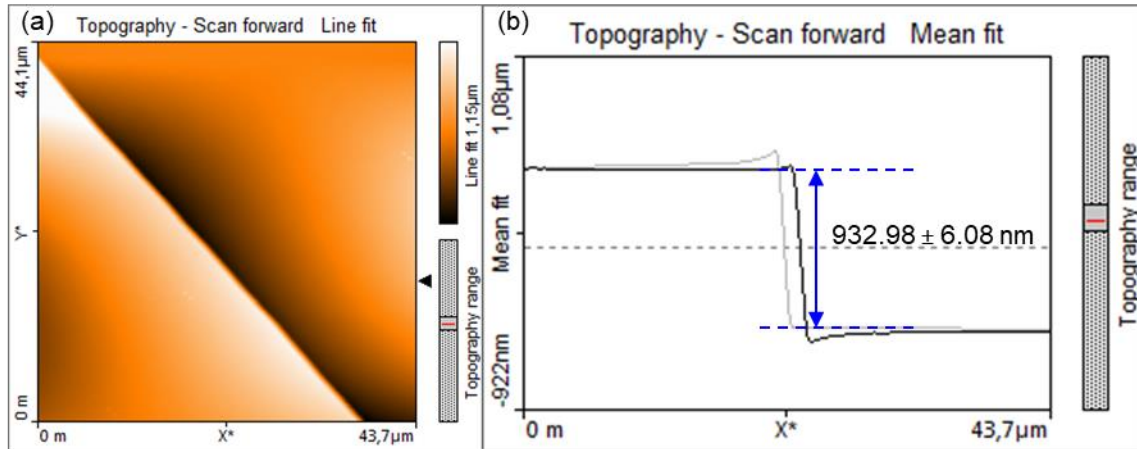 (a)
Topography - Scan forward Line fit
44,1µm
Y*
0 m
0 m
X*
43,7µm
Line fit 1,15µm
Topography range
(b)
Topography - Scan forward Mean fit
1,08µm
Mean fit
-922nm
932.98 ± 6.08 nm
0 m
X*
43,7µm
Topography range